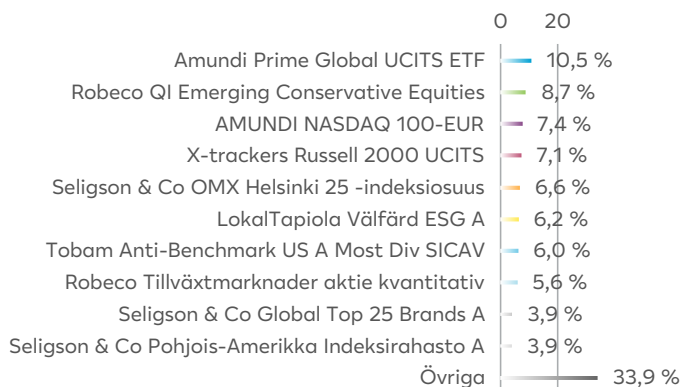 0 20
Amundi Prime Global UCITS ETF 10,5 %
Robeco QI Emerging Conservative Equities 8,7 %
AMUNDI NASDAQ 100-EUR 7,4 %
X-trackers Russell 2000 UCITS 7,1 %
Seligson & Co OMX Helsinki 25 -indeksiosuus 6,6 %
LokalTapiola Välfärd ESG A 6,2 %
Tobam Anti-Benchmark US A Most Div SICAV 6,0 %
Robeco Tillväxtmarknader aktie kvantitativ 5,6 %
Seligson & Co Global Top 25 Brands A 3,9 %
Seligson & Co Pohjois-Amerikka Indeksirahasto A 3,9 %
Övriga 33,9 %